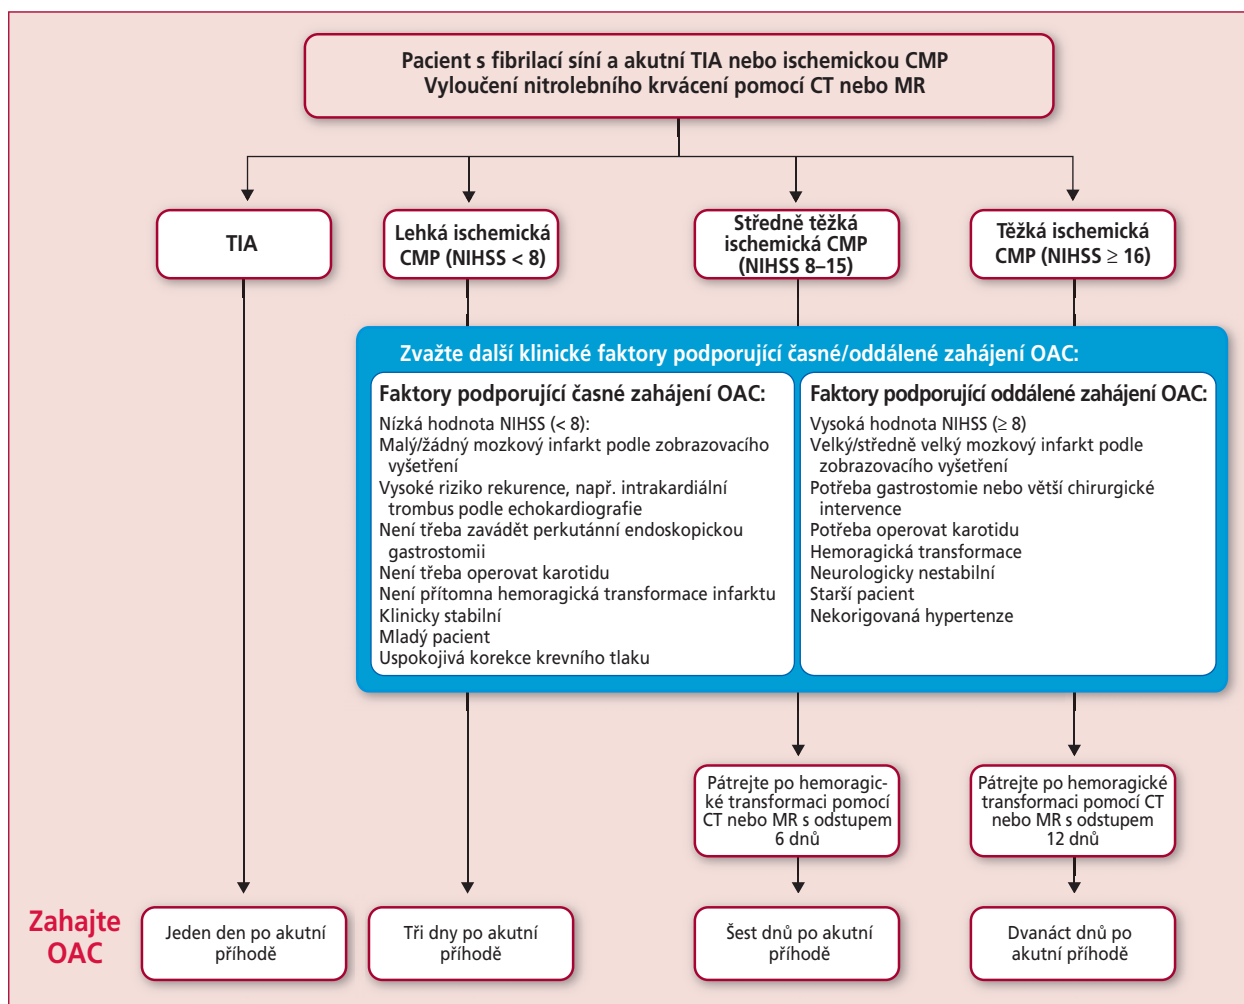 Pacient s fibrilací síní a akutní TIA nebo ischemickou CMP
Vyloučení nitrolebního krvácení pomocí CT nebo MR
TIA
Lehká ischemická
CMP (NIHSS < 8)
Středně těžká
ischemická CMP
(NIHSS 8–15)
Těžká ischemická
CMP (NIHSS ≥ 16)
Zvažte další klinické faktory podporující časné/oddálené zahájení OAC:
Faktory podporující časné zahájení OAC:
Nízká hodnota NIHSS (< 8):
Malý/žádný mozkový infarkt podle zobrazovacího
vyšetření
Vysoké riziko rekurence, např. intrakardiální
trombus podle echokardiografie
Není třeba zavádět perkutánní endoskopickou
gastrostomii
Není třeba operovat karotidu
Není přítomna hemoragická transformace infarktu
Klinicky stabilní
Mladý pacient
Uspokojivá korekce krevního tlaku
Faktory podporující oddálené zahájení OAC:
Vysoká hodnota NIHSS (≥ 8)
Velký/středně velký mozkový infarkt podle
zobrazovacího vyšetření
Potřeba gastrostomie nebo větší chirurgické
intervence
Potřeba operovat karotidu
Hemoragická transformace
Neurologicky nestabilní
Starší pacient
Nekorigovaná hypertenze
Pátrejte po hemoragic-
ké transformaci pomocí
CT nebo MR s odstupem
6 dnů
Pátrejte po hemoragické
transformaci pomocí CT
nebo MR s odstupem
12 dnů
Zahajte
OAC
Jeden den po akutní
příhodě
Tři dny po akutní
příhodě
Šest dnů po akutní
příhodě
Dvanáct dnů po
akutní příhodě